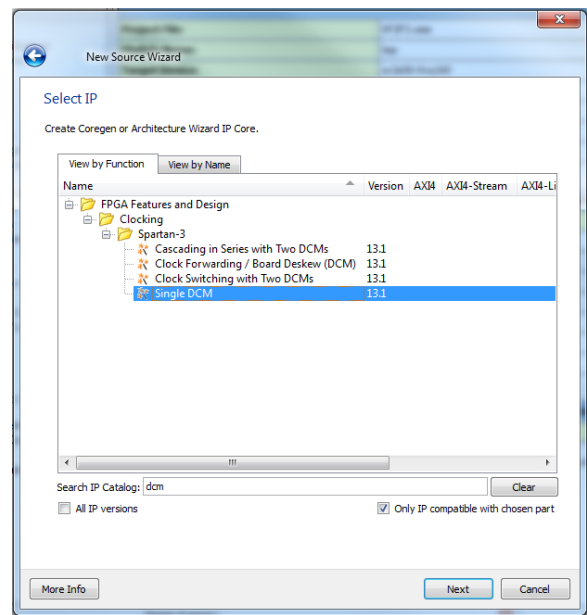 New Source Wizard
Select IP
Create Coregen or Architecture Wizard IP Core.
View by Function View by Name
Name Version AXI4 AXI4-Stream AXI4-Li
FPGA Features and Design
Clocking
Spartan-3
Cascading in Series with Two DCMs 13.1
Clock Forwarding / Board Deskew (DCM) 13.1
Clock Switching with Two DCMs 13.1
Single DCM 13.1
Search IP Catalog: dcm Clear
All IP versions Only IP compatible with chosen part
More Info Next Cancel